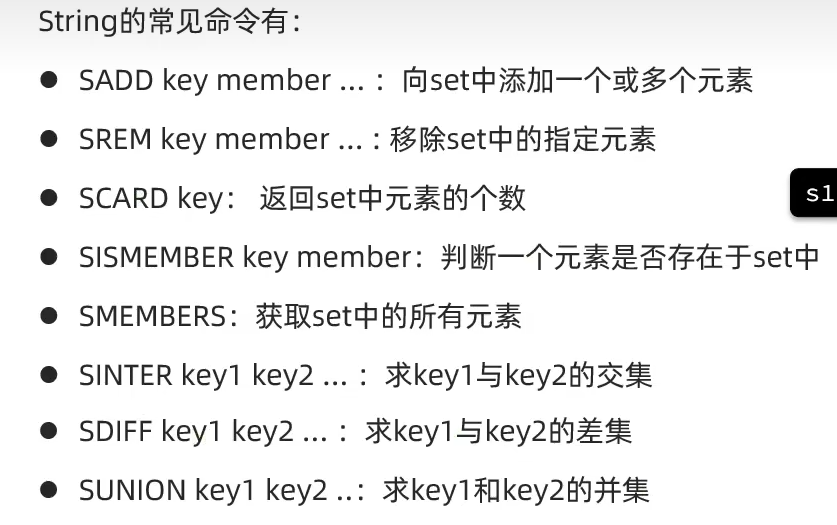 String的常见命令有：
● SADD key member ... ：向set中添加一个或多个元素
● SREM key member ... : 移除set中的指定元素
● SCARD key： 返回set中元素的个数
● SISMEMBER key member：判断一个元素是否存在于set中
● SMEMBERS：获取set中的所有元素
● SINTER key1 key2 ... ：求key1与key2的交集
● SDIFF key1 key2 ... ：求key1与key2的差集
● SUNION key1 key2 ..：求key1和key2的并集
s1